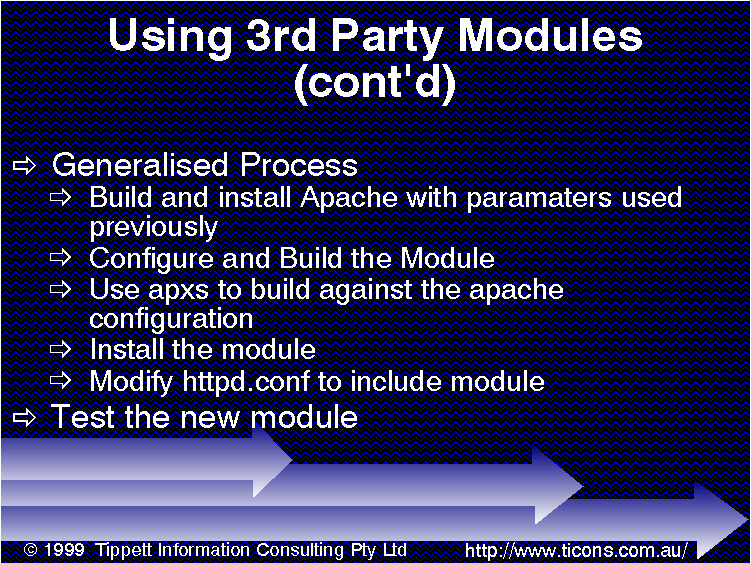 Using 3rd Party Modules
(cont'd)
Generalised Process
Build and install Apache with paramaters used
previously
Configure and Build the Module
Use apxs to build against the apache
configuration
Install the module
Modify httpd.conf to include module
Test the new module
© 1999 Tippett Information Consulting Pty Ltd
http://www.ticons.com.au/